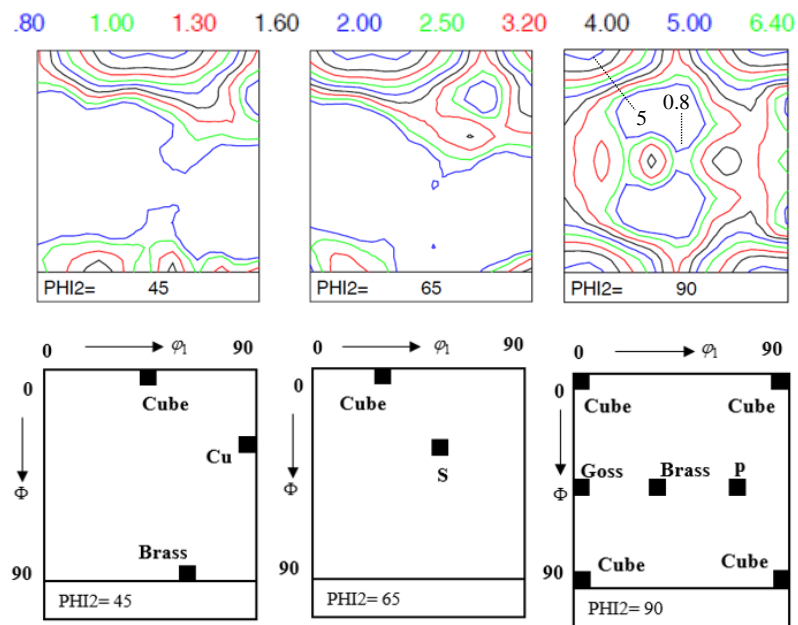 .80 1.00 1.30 1.60 2.00 2.50 3.20 4.00 5.00 6.40
5
0.8
PHI2= 45
PHI2= 65
PHI2= 90
0 φ1 90
0 φ1 90
0 φ1 90
0
Φ
90
Cube
Cu
Brass
PHI2= 45
0
Φ
90
Cube
S
PHI2= 65
0
Φ
90
Cube Cube
Goss Brass p
Cube Cube
PHI2= 90